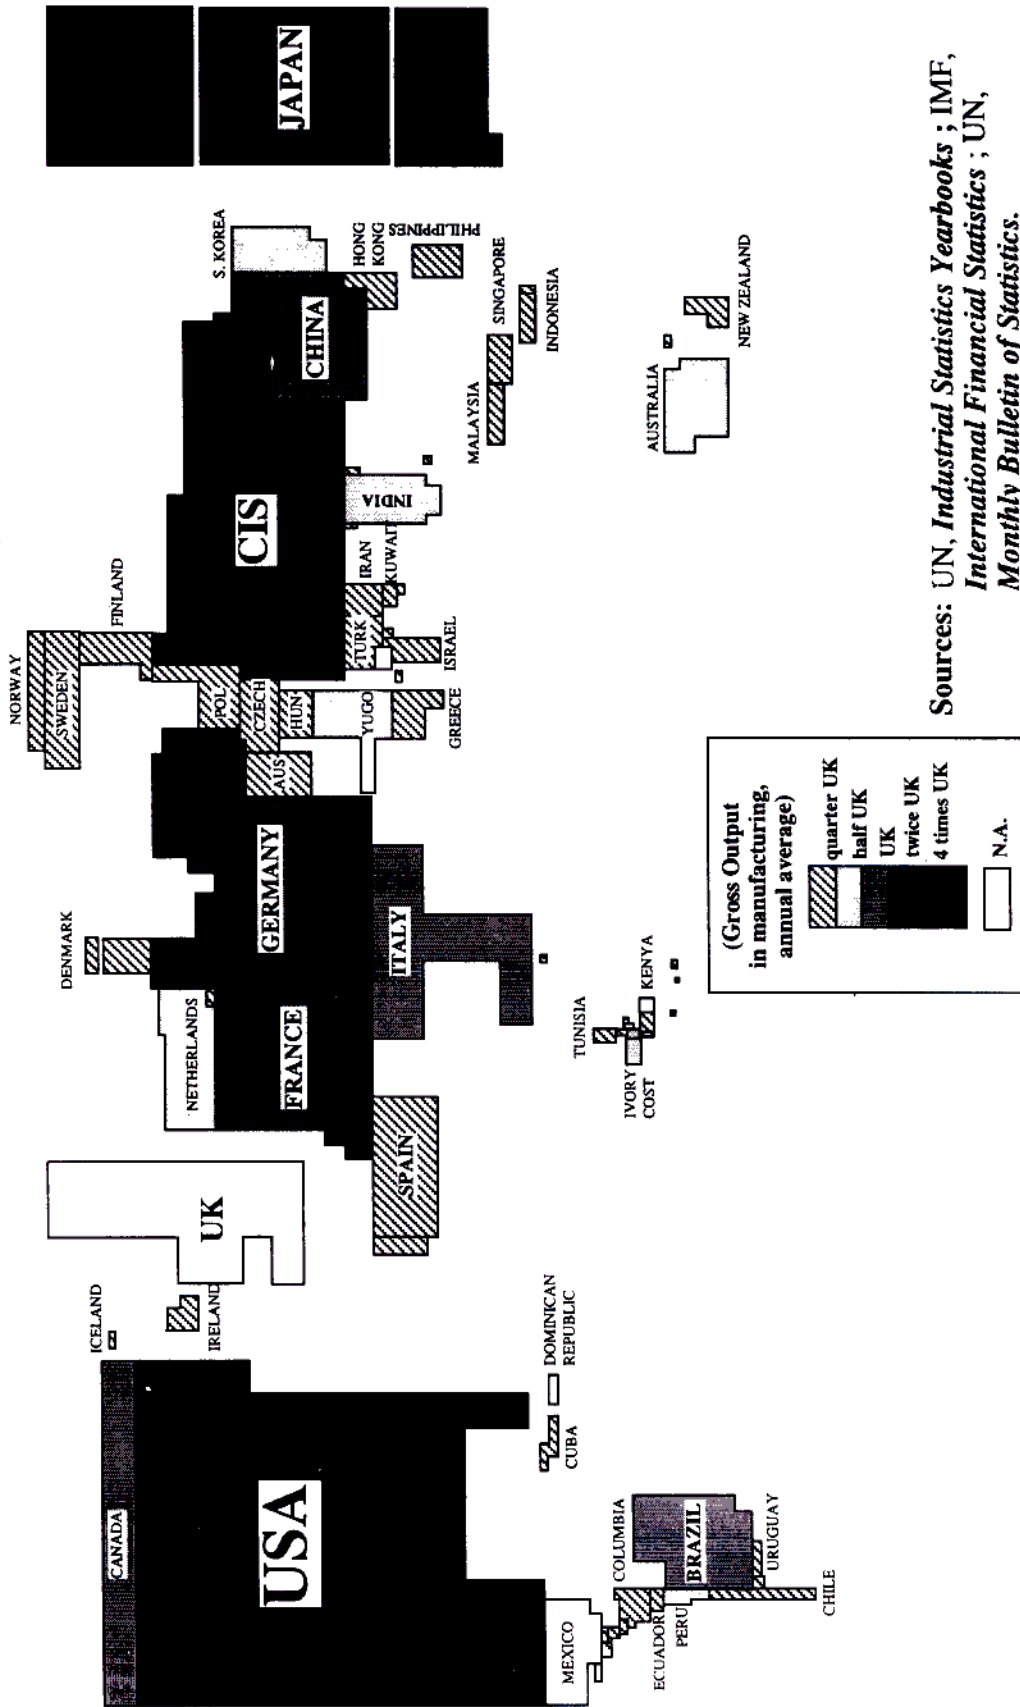 CANADA
USA
MEXICO
CUBA
DOMINICAN
REPUBLIC
COLUMBIA
ECUADOR
PERU
BRAZIL
URUGUAY
CHILE
ICELAND
IRELAND
UK
NORWAY
SWEDEN
FINLAND
DENMARK
NETHERLANDS
GERMANY
FRANCE
SPAIN
ITALY
POL
CZECH
AUS
HUN
YUGO
GREECE
CIS
TURK
IRAN
KUWAIT
ISRAEL
INDIA
CHINA
S. KOREA
HONG
KONG
PHILIPPINES
JAPAN
MALAYSIA
SINGAPORE
INDONESIA
AUSTRALIA
NEW ZEALAND
TUNISIA
IVORY
COST
KENYA
(Gross Output
in manufacturing,
annual average)
quarter UK
half UK
UK
twice UK
4 times UK
N.A.
Sources: UN, Industrial Statistics Yearbooks ; IMF,
International Financial Statistics ; UN,
Monthly Bulletin of Statistics.